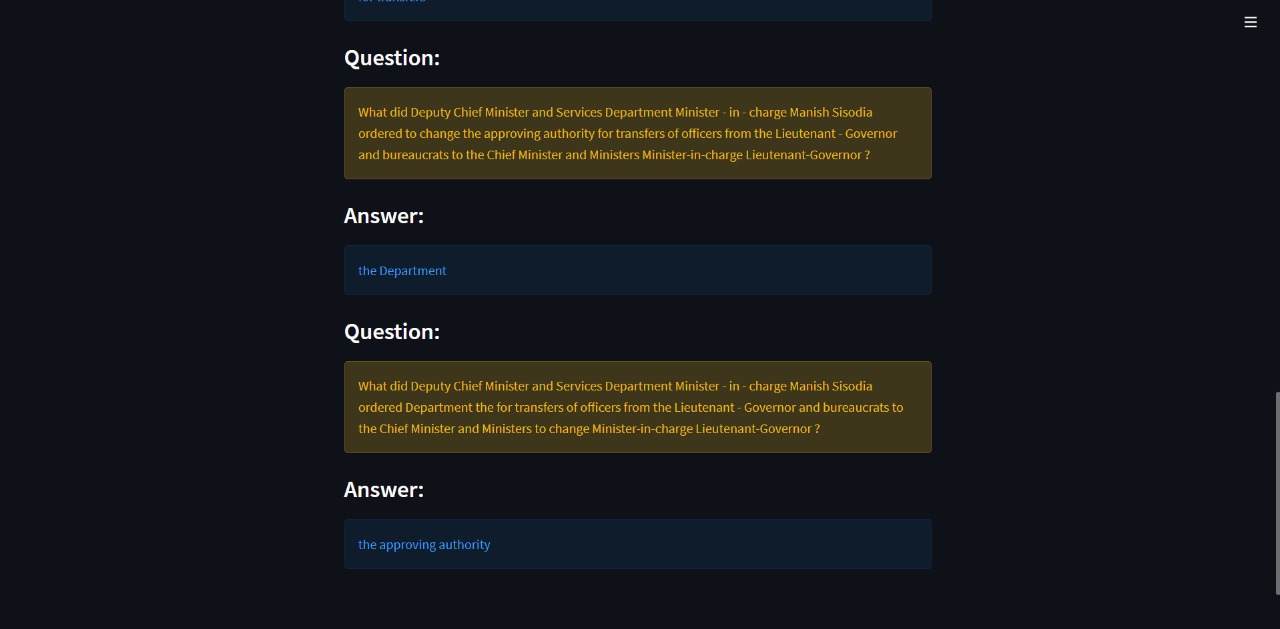 for transfers
Question:
What did Deputy Chief Minister and Services Department Minister - in - charge Manish Sisodia
ordered to change the approving authority for transfers of officers from the Lieutenant - Governor
and bureaucrats to the Chief Minister and Ministers Minister-in-charge Lieutenant-Governor ?
Answer:
the Department
Question:
What did Deputy Chief Minister and Services Department Minister - in - charge Manish Sisodia
ordered Department the for transfers of officers from the Lieutenant - Governor and bureaucrats to
the Chief Minister and Ministers to change Minister-in-charge Lieutenant-Governor ?
Answer:
the approving authority